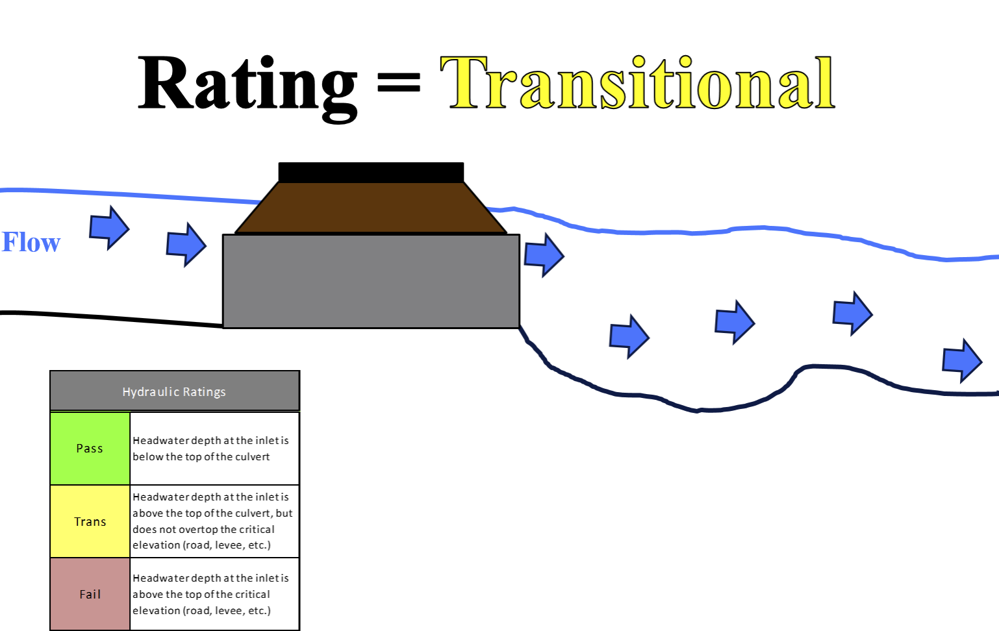 Rating = Transitional
Flow
Hydraulic Ratings
Pass
Headwater depth at the inlet is
below the top of the culvert
Trans
Headwater depth at the inlet is
above the top of the culvert, but
does not overtop the critical
elevation (road, levee, etc.)
Fail
Headwater depth at the inlet is
above the top of the critical
elevation (road, levee, etc.)